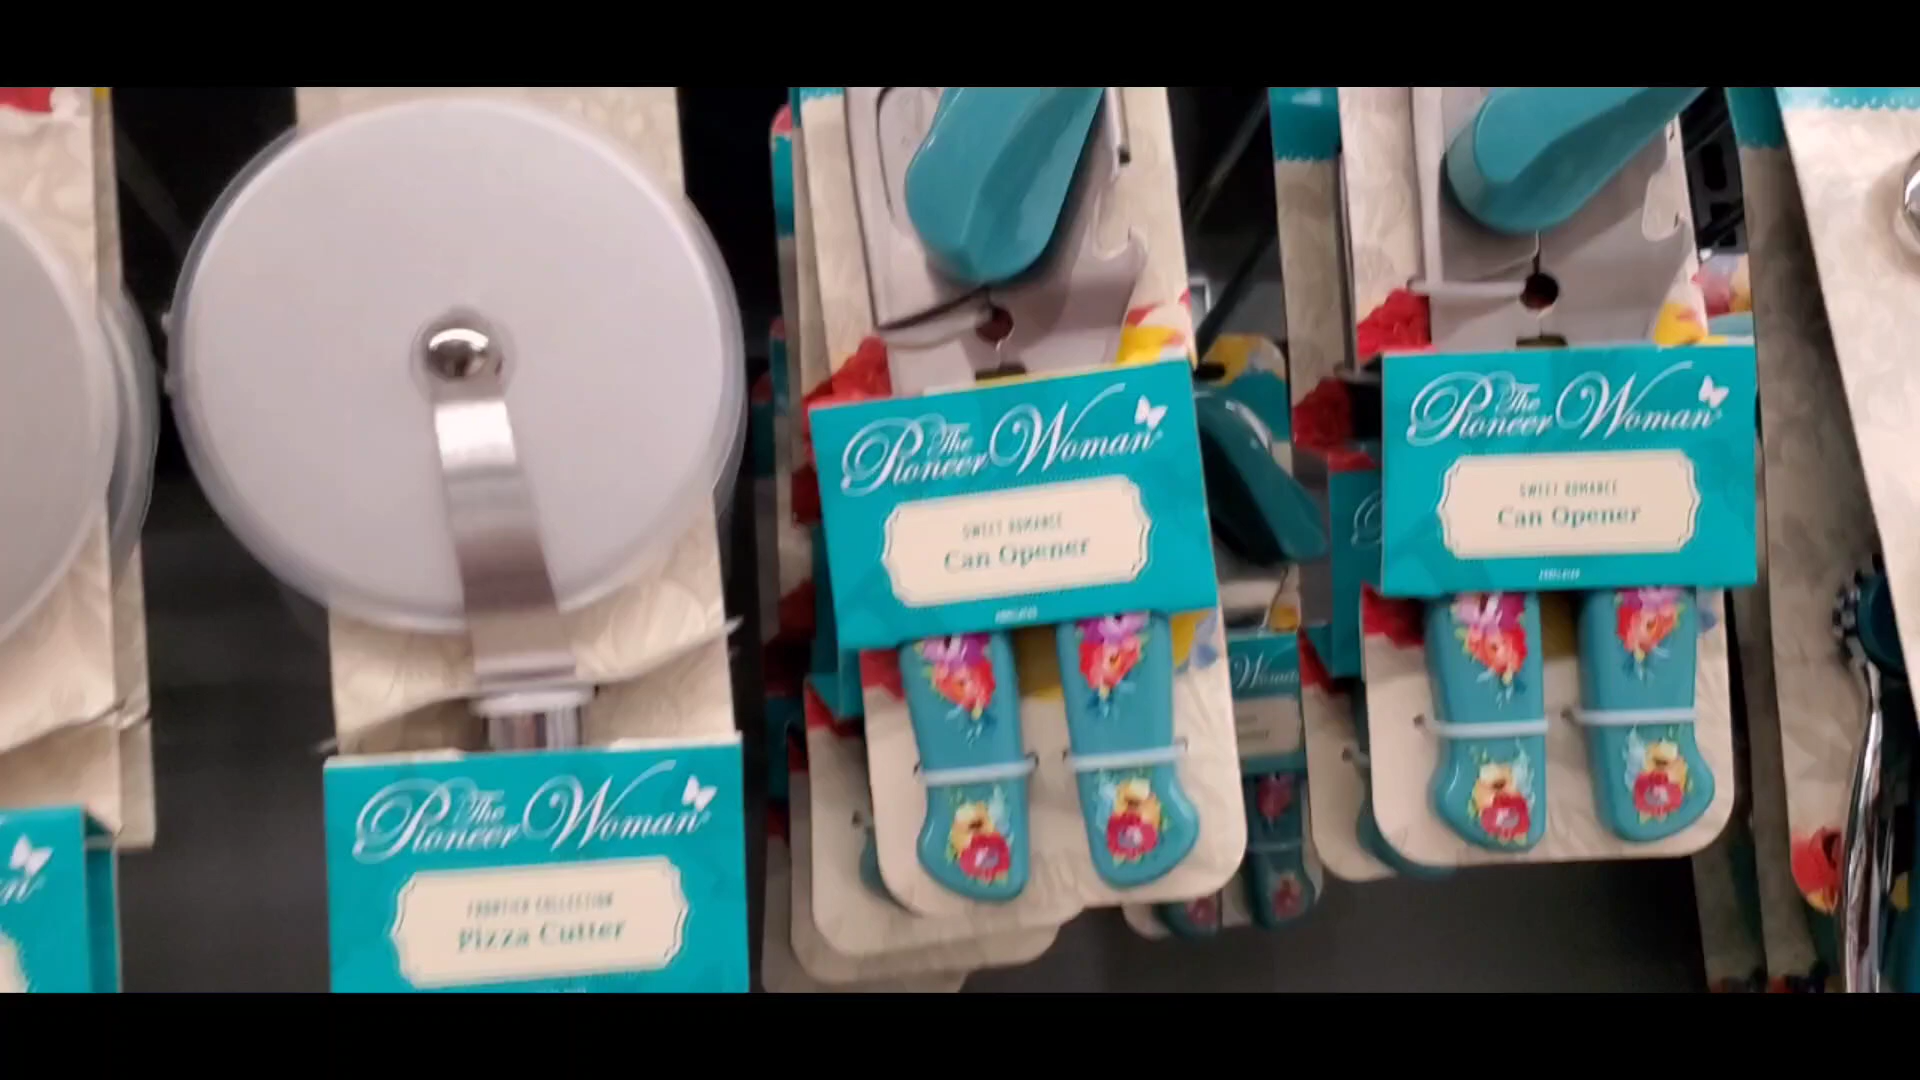 The
Pioneer Woman
SWEET ROMANCE
Can Opener
The
Pioneer Woman
SWEET ROMANCE
Can Opener
The
Pioneer Woman
FRONTIER COLLECTION
Pizza Cutter
Woman